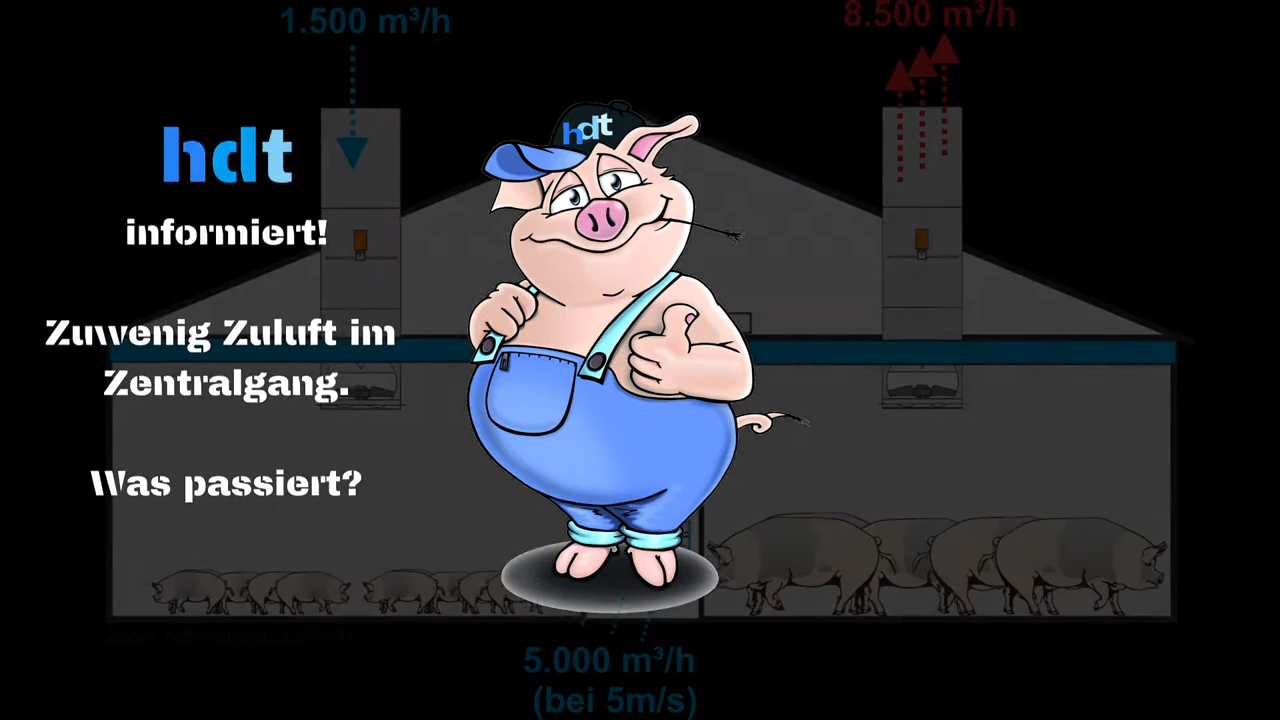 1.500 m³/h
8.500 m³/h
hdt
hdt
informiert!
Zuwenig Zuluft im
Zentralgang.
Was passiert?
5.000 m³/h
(bei 5m/s)